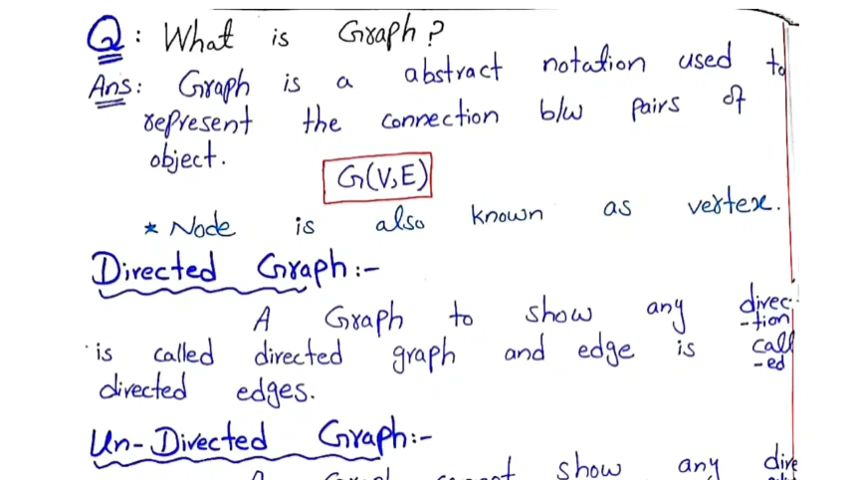 Q: What is Graph?
Ans: Graph is a abstract notation used to
represent the connection b/w pairs of
object.
G(V,E)
* Node is also known as vertex.
Directed Graph:-
A Graph to show any direc-
-tion
is called directed graph and edge is call
-ed
directed edges.
Un-Directed Graph:-
A Graph cannot show any dire